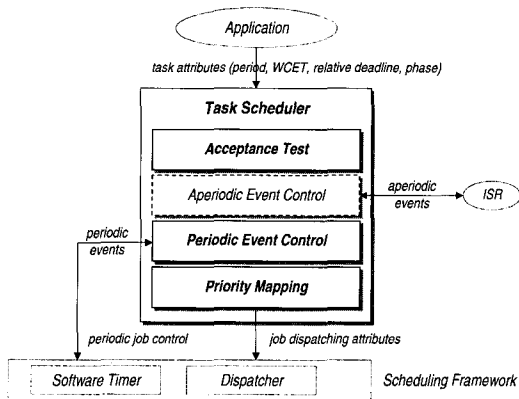 Application
task attributes (period, WCET, relative deadline, phase)
Task Scheduler
Acceptance Test
Aperiodic Event Control
aperiodic
events
ISR
periodic
events
Periodic Event Control
Priority Mapping
periodic job control
job dispatching attributes
Software Timer
Dispatcher
Scheduling Framework